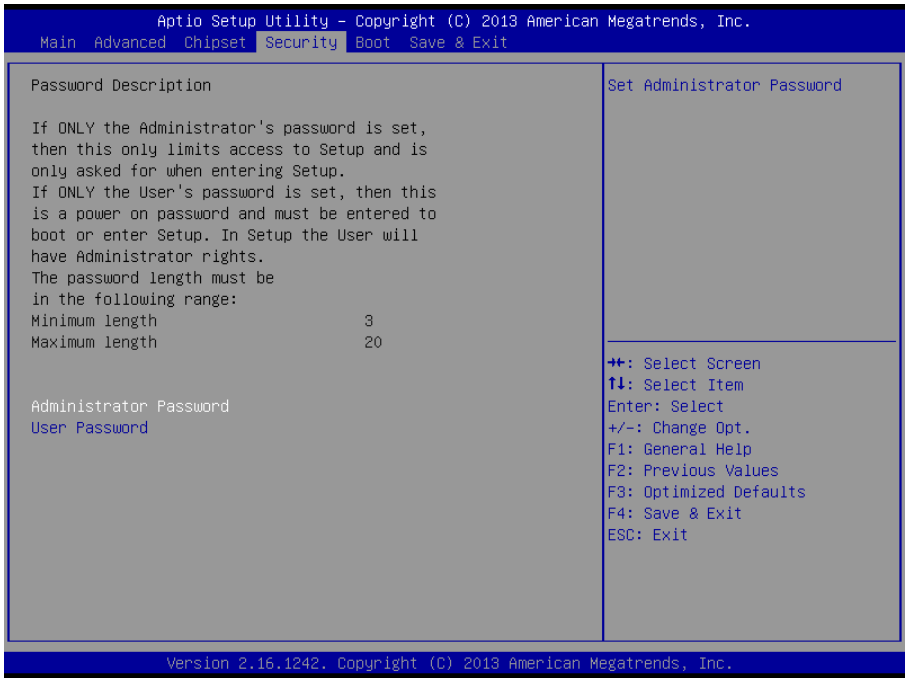 Aptio Setup Utility – Copyright (C) 2013 American Megatrends, Inc.
Main Advanced Chipset Security Boot Save & Exit
Password Description
If ONLY the Administrator's password is set,
then this only limits access to Setup and is
only asked for when entering Setup.
If ONLY the User's password is set, then this
is a power on password and must be entered to
boot or enter Setup. In Setup the User will
have Administrator rights.
The password length must be
in the following range:
Minimum length 3
Maximum length 20
Administrator Password
User Password
Set Administrator Password
→←: Select Screen
↑↓: Select Item
Enter: Select
+/-: Change Opt.
F1: General Help
F2: Previous Values
F3: Optimized Defaults
F4: Save & Exit
ESC: Exit
Version 2.16.1242. Copyright (C) 2013 American Megatrends, Inc.